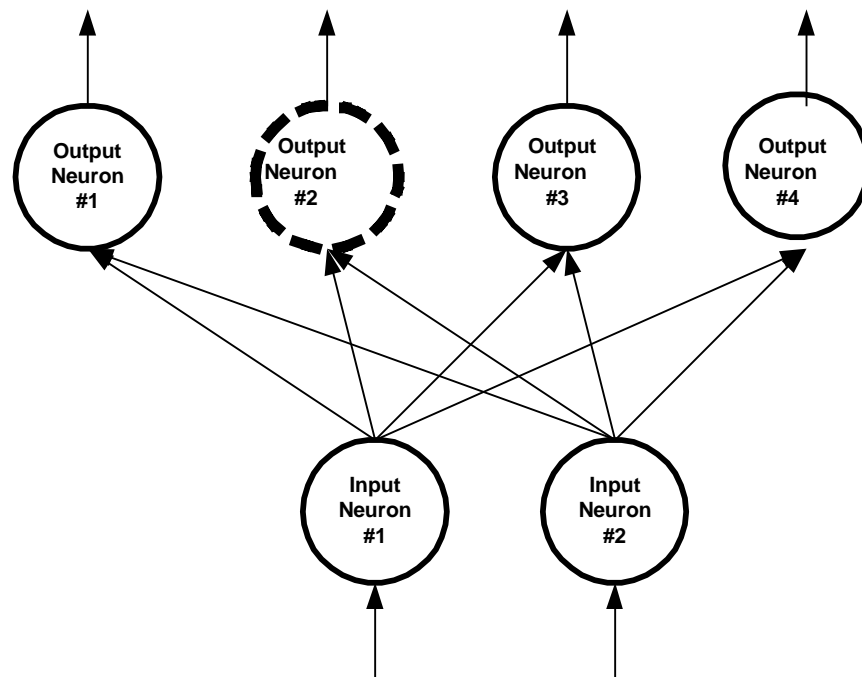 Output
Neuron
#1
Output
Neuron
#2
Output
Neuron
#3
Output
Neuron
#4
Input
Neuron
#1
Input
Neuron
#2